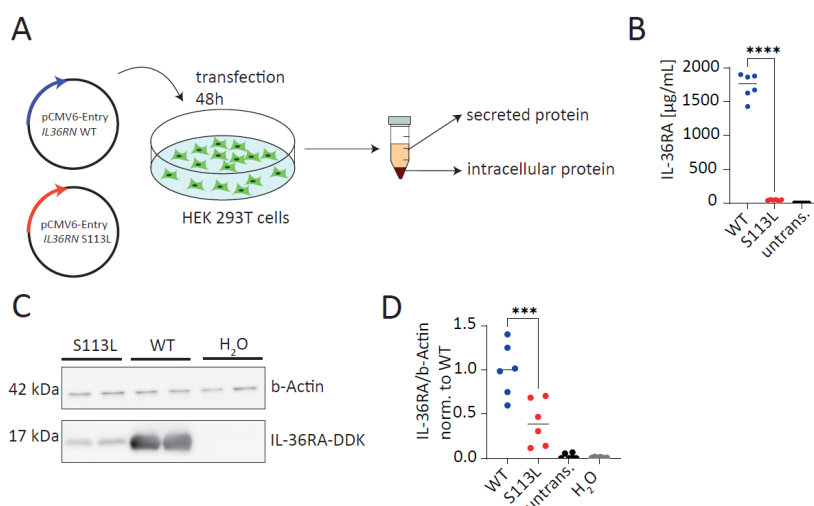 A
transfection
48h
pCMV6-Entry
IL36RN WT
pCMV6-Entry
IL36RN S113L
HEK 293T cells
secreted protein
intracellular protein
B
****
IL-36RA [µg/mL]
2000
1500
1000
500
0
WT
S113L
untrans.
C
S113L WT H₂O
42 kDa b-Actin
17 kDa IL-36RA-DDK
D
***
IL-36RA/b-Actin
norm. to WT
1.5
1.0
0.5
0.0
WT
S113L
untrans.
H₂O